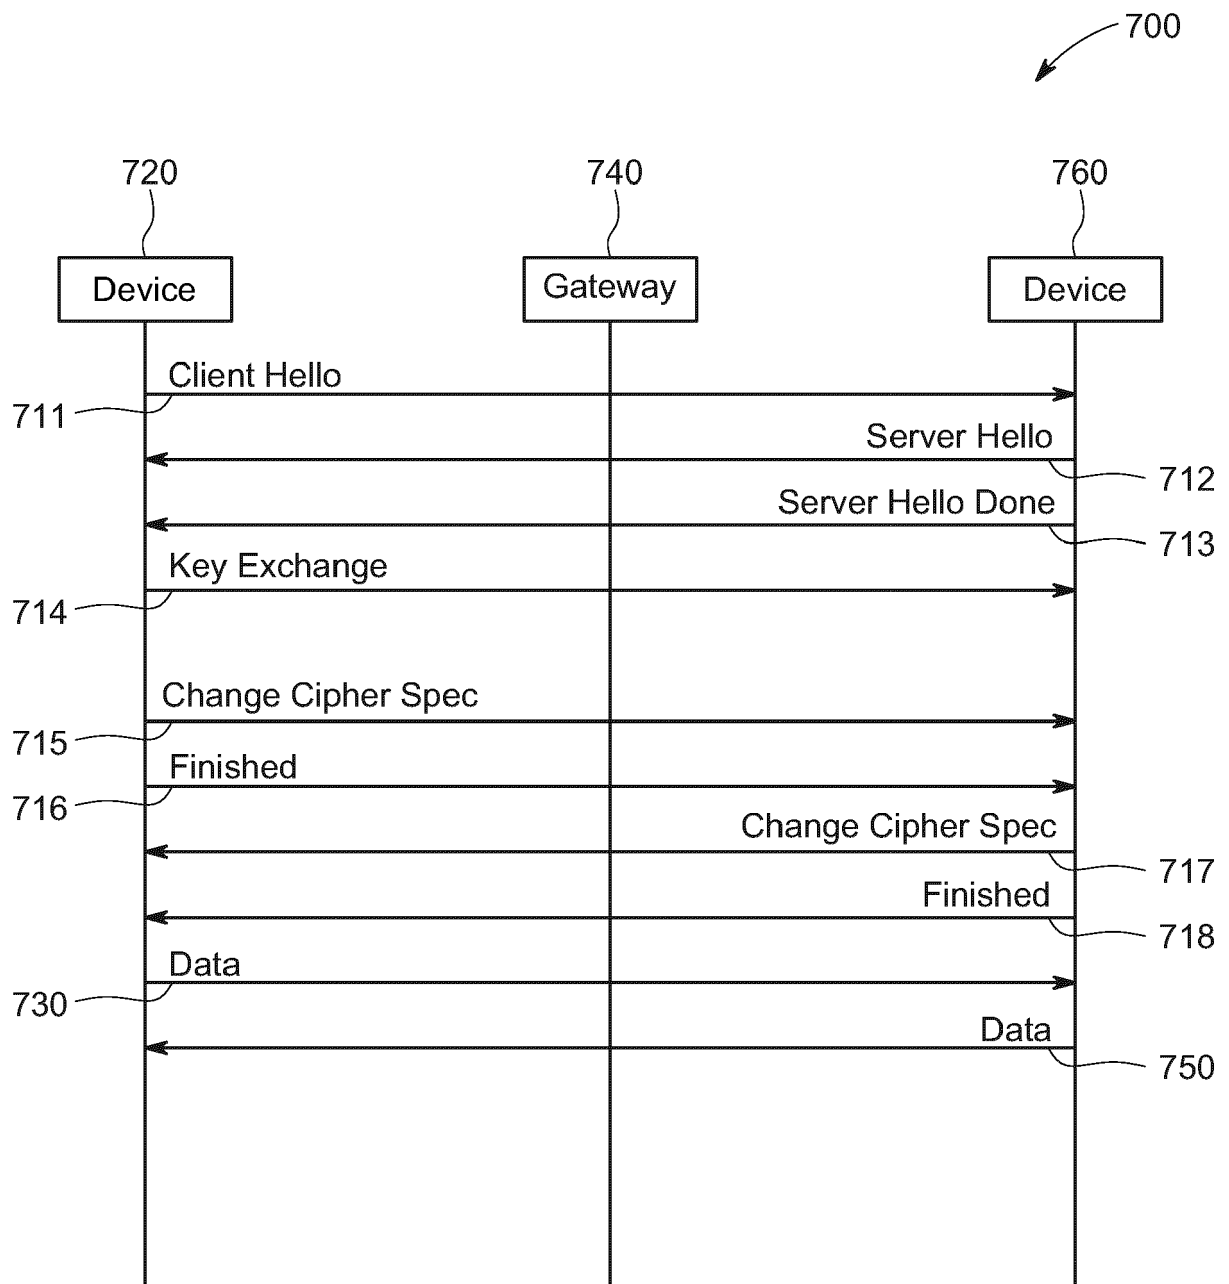 700
720
740
760
Device
Gateway
Device
Client Hello
711
Server Hello
712
Server Hello Done
713
Key Exchange
714
Change Cipher Spec
715
Finished
716
Change Cipher Spec
717
Finished
718
Data
730
Data
750